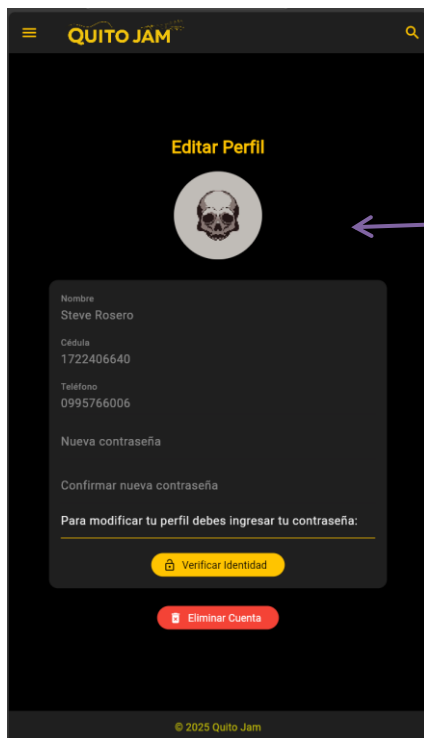 QUITO JAM
Editar Perfil
Nombre
Steve Rosero
Cédula
1722406640
Teléfono
0995766006
Nueva contraseña
Confirmar nueva contraseña
Para modificar tu perfil debes ingresar tu contraseña:
Verificar Identidad
Eliminar Cuenta
© 2025 Quito Jam